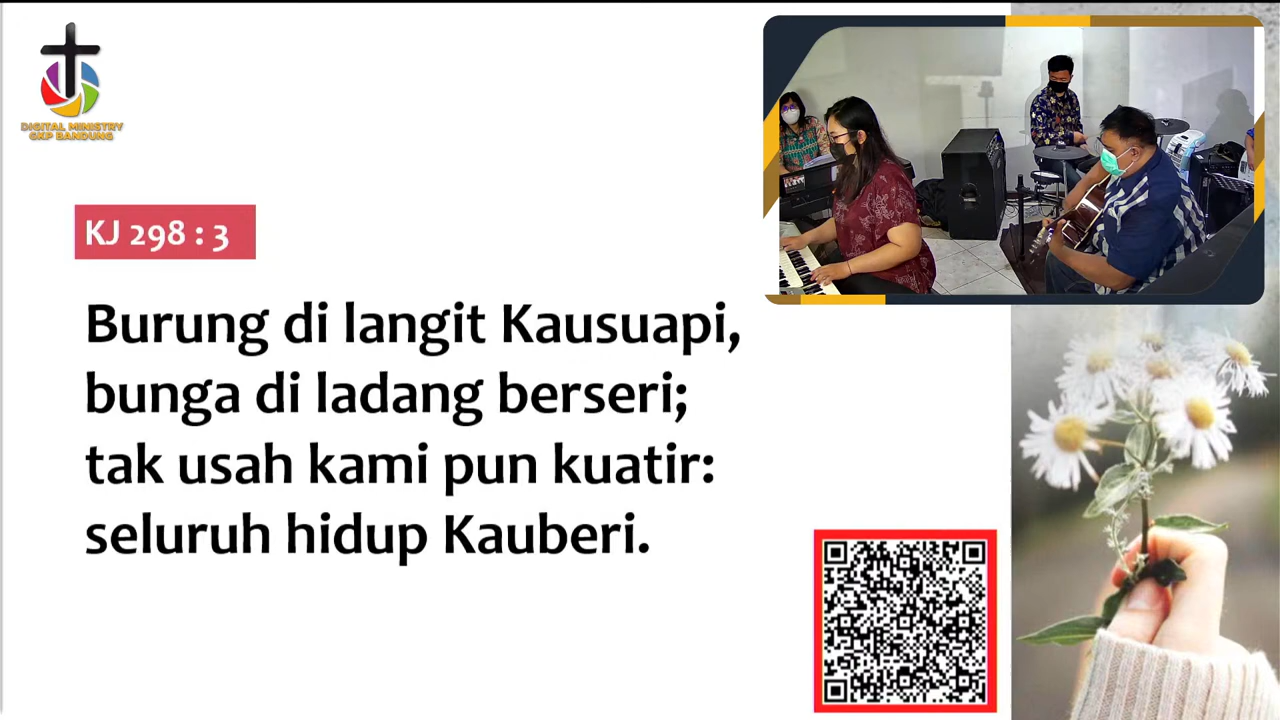 DIGITAL MINISTRY
GKP BANDUNG
KJ 298 : 3
Burung di langit Kausuapi,
bunga di ladang berseri;
tak usah kami pun kuatir:
seluruh hidup Kauberi.